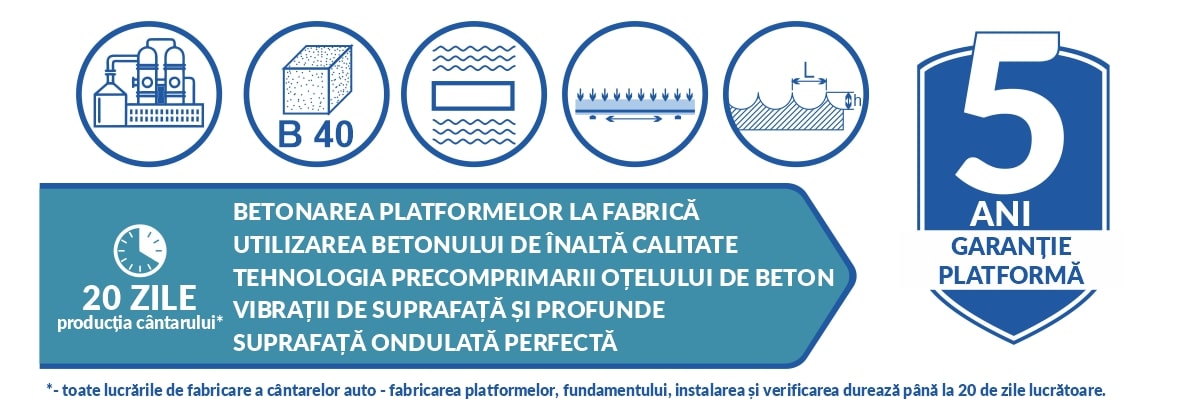 B 40
L
h
5
ANI
GARANȚIE
PLATFORMĂ
20 ZILE
producția cântarului*
BETONAREA PLATFORMELOR LA FABRICĂ
UTILIZAREA BETONULUI DE ÎNALTĂ CALITATE
TEHNOLOGIA PRECOMPRIMARII OȚELULUI DE BETON
VIBRAȚII DE SUPRAFAȚĂ ȘI PROFUNDE
SUPRAFAȚĂ ONDULATĂ PERFECTĂ
*- toate lucrările de fabricare a cântarelor auto - fabricarea platformelor, fundamentului, instalarea și verificarea durează până la 20 de zile lucrătoare.